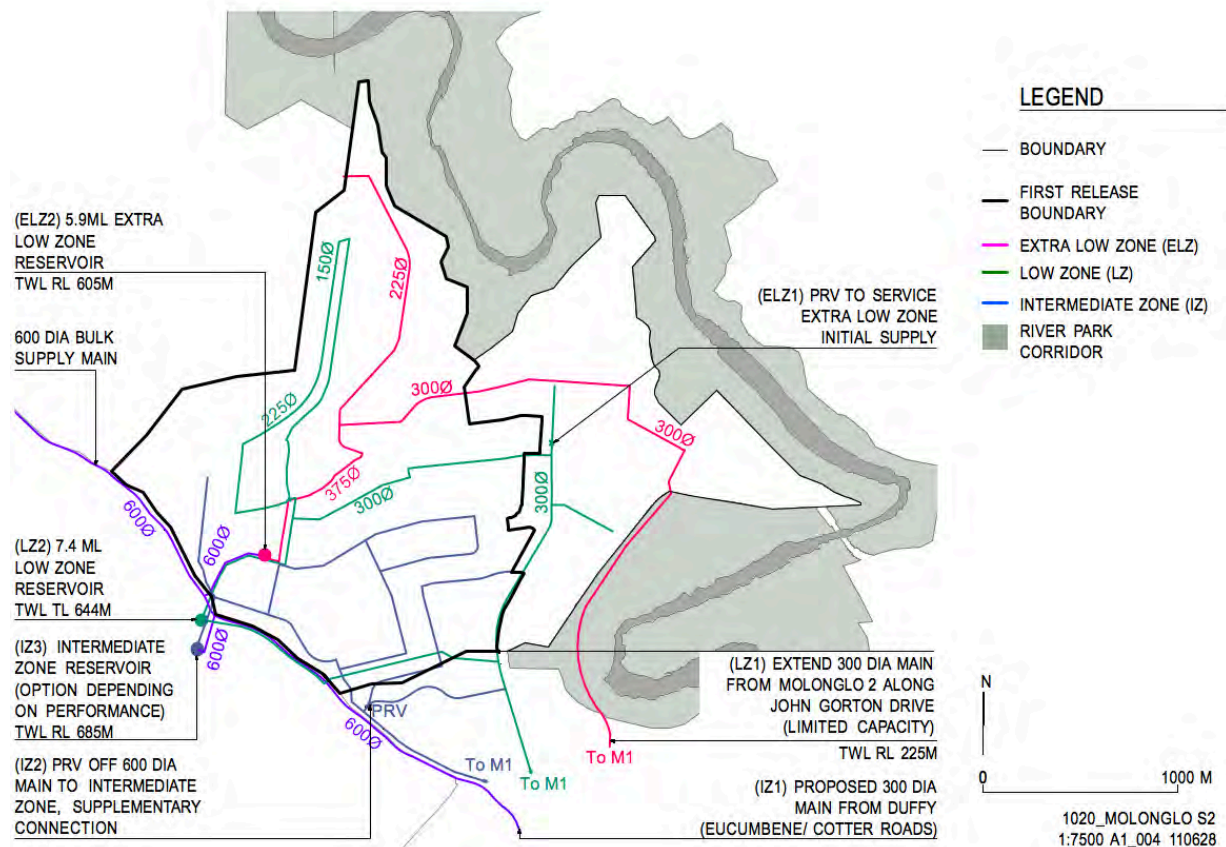 (ELZ2) 5.9ML EXTRA
LOW ZONE
RESERVOIR
TWL RL 605M
600 DIA BULK
SUPPLY MAIN
(LZ2) 7.4 ML
LOW ZONE
RESERVOIR
TWL TL 644M
(IZ3) INTERMEDIATE
ZONE RESERVOIR
(OPTION DEPENDING
ON PERFORMANCE)
TWL RL 685M
(IZ2) PRV OFF 600 DIA
MAIN TO INTERMEDIATE
ZONE, SUPPLEMENTARY
CONNECTION
150Ø
225Ø
225Ø
300Ø
300Ø
375Ø
300Ø
300Ø
600Ø
600Ø
600Ø
600Ø
PRV
To M1
To M1
To M1
(ELZ1) PRV TO SERVICE
EXTRA LOW ZONE
INITIAL SUPPLY
(LZ1) EXTEND 300 DIA MAIN
FROM MOLONGLO 2 ALONG
JOHN GORTON DRIVE
(LIMITED CAPACITY)
TWL RL 225M
(IZ1) PROPOSED 300 DIA
MAIN FROM DUFFY
(EUCUMBENE/ COTTER ROADS)
LEGEND
BOUNDARY
FIRST RELEASE
BOUNDARY
EXTRA LOW ZONE (ELZ)
LOW ZONE (LZ)
INTERMEDIATE ZONE (IZ)
RIVER PARK
CORRIDOR
N
0 1000 M
1020_MOLONGLO S2
1:7500 A1_004 110628